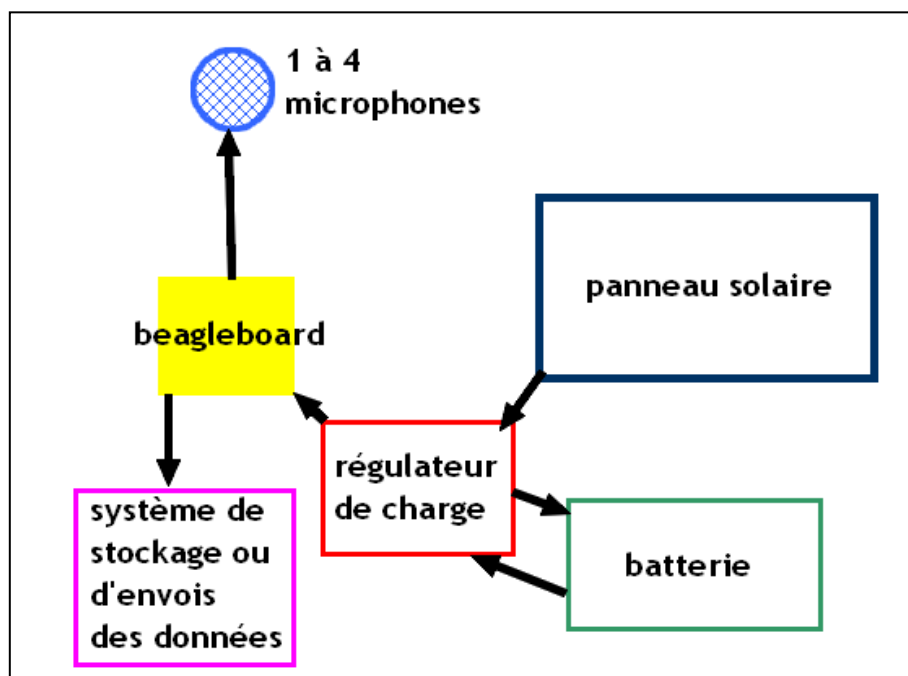 1 à 4
microphones
panneau solaire
beagleboard
régulateur
de charge
système de
stockage ou
d'envois
des données
batterie